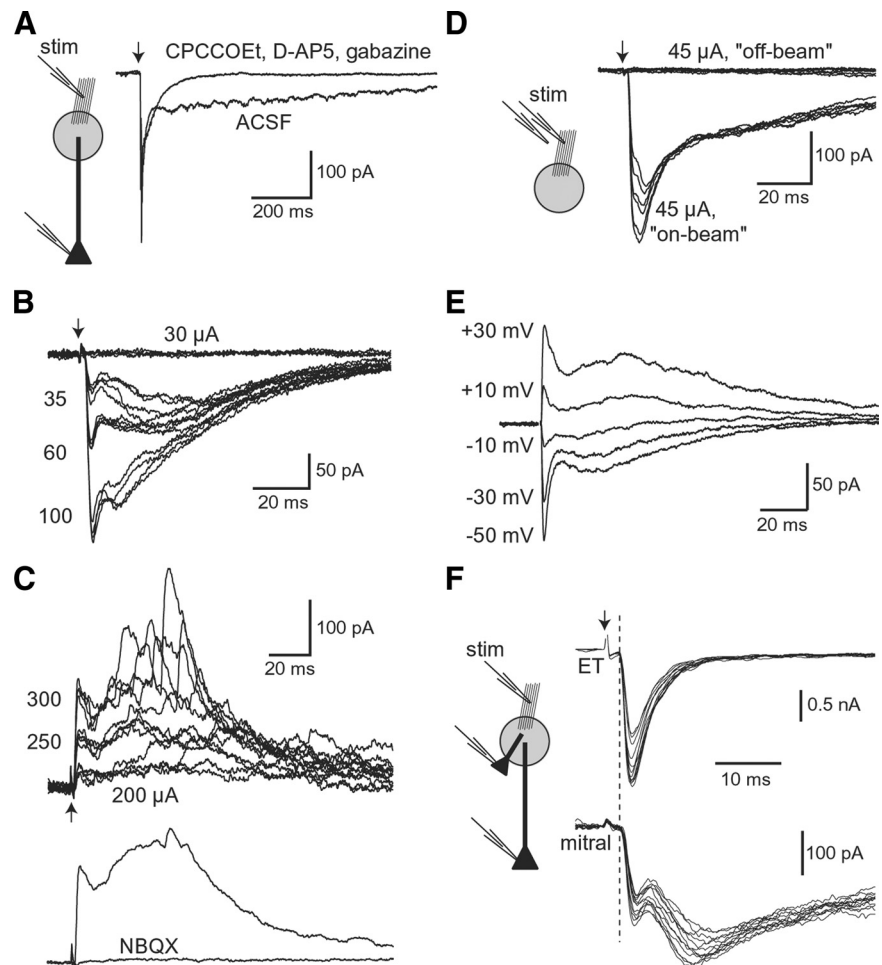 A
stim
CPCCOEt, D-AP5, gabazine
ACSF
100 pA
200 ms
B
30 µA
35
60
100
50 pA
20 ms
C
100 pA
20 ms
300
250
200 µA
NBQX
D
45 µA, "off-beam"
stim
100 pA
20 ms
45 µA,
"on-beam"
E
+30 mV
+10 mV
-10 mV
-30 mV
-50 mV
50 pA
20 ms
F
stim
ET
0.5 nA
10 ms
mitral
100 pA